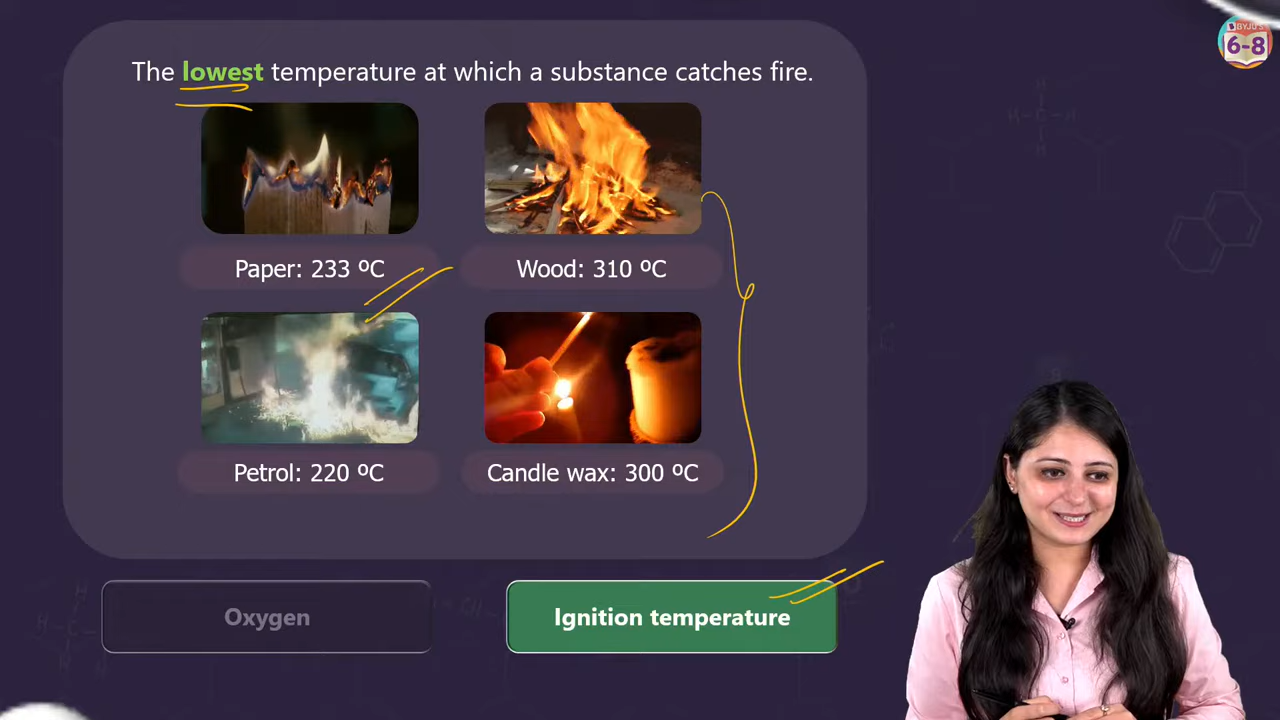 BYJU'S
6-8
The lowest temperature at which a substance catches fire.
Paper: 233 ºC
Wood: 310 ºC
Petrol: 220 ºC
Candle wax: 300 ºC
Oxygen
Ignition temperature